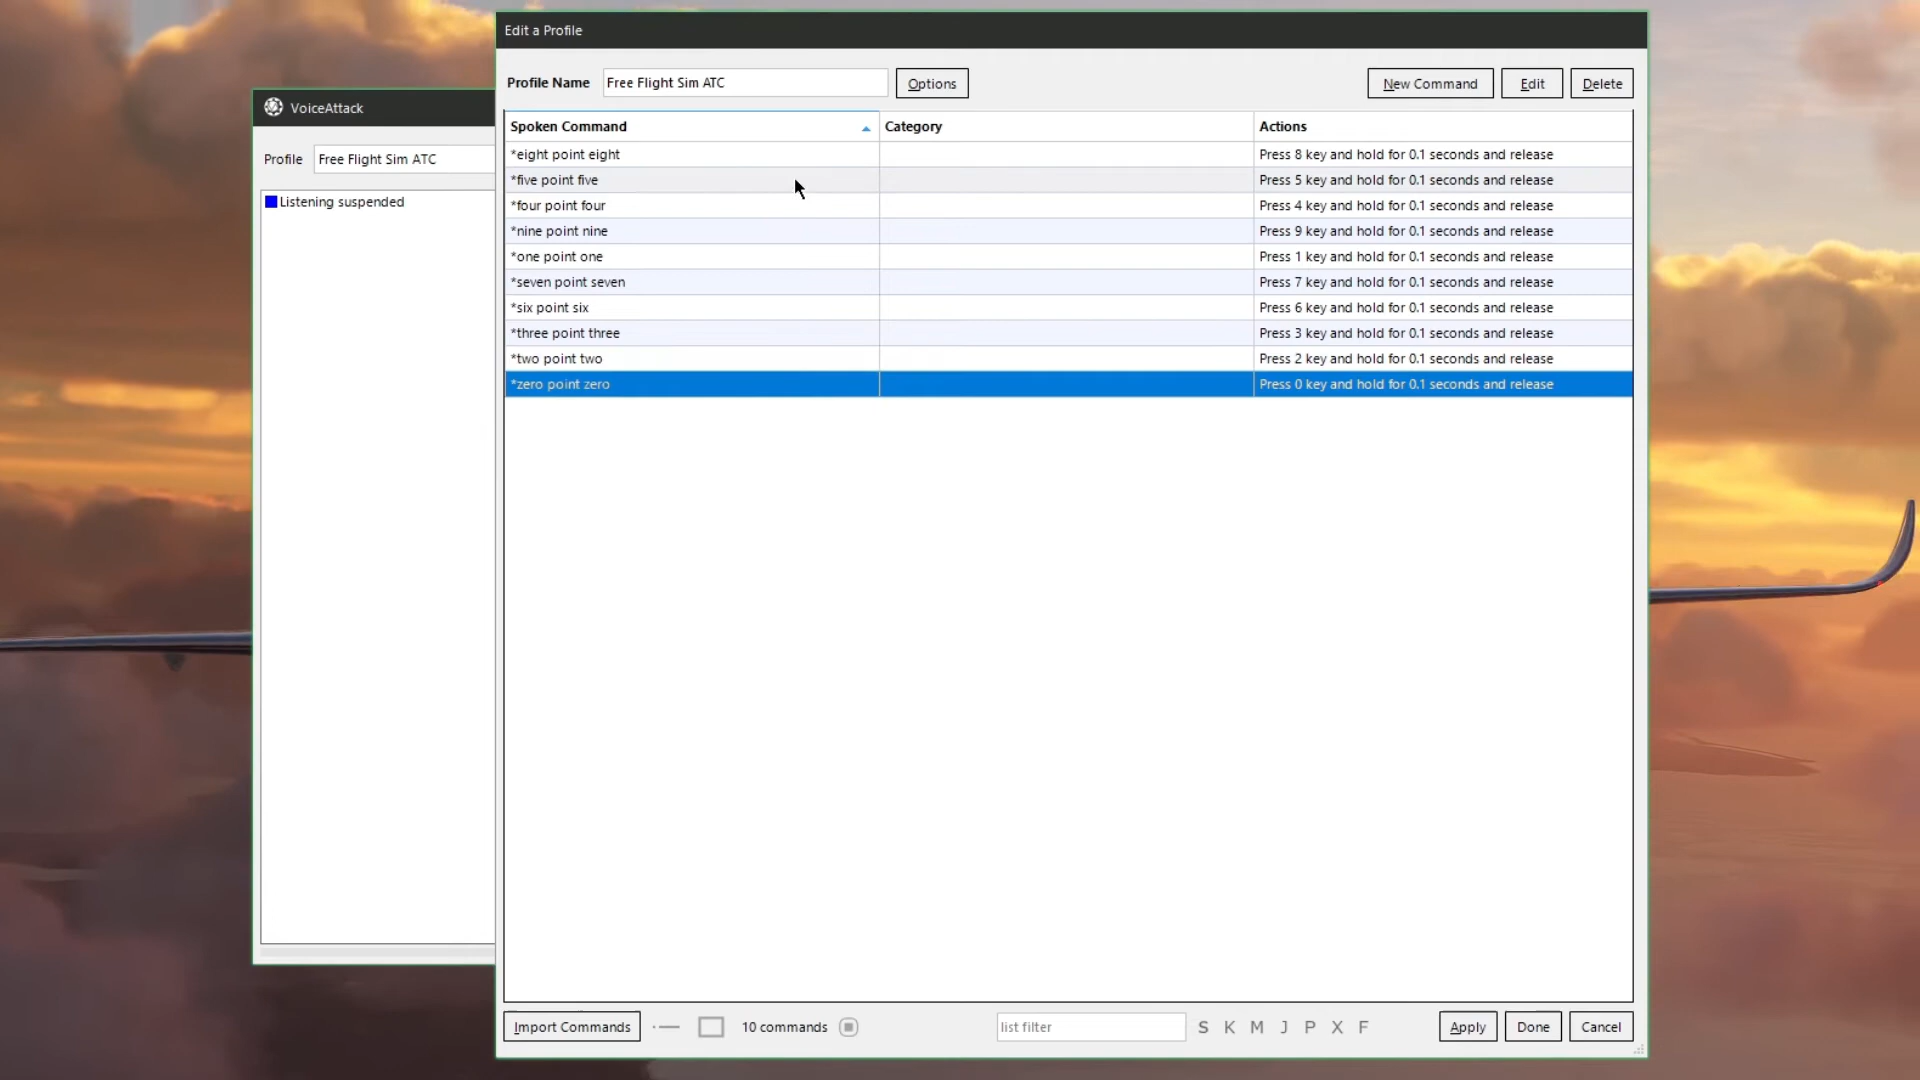 Edit a Profile
Profile Name Free Flight Sim ATC Options New Command Edit Delete
VoiceAttack
Profile Free Flight Sim ATC
Listening suspended
Spoken Command Category Actions
*eight point eight Press 8 key and hold for 0.1 seconds and release
*five point five Press 5 key and hold for 0.1 seconds and release
*four point four Press 4 key and hold for 0.1 seconds and release
*nine point nine Press 9 key and hold for 0.1 seconds and release
*one point one Press 1 key and hold for 0.1 seconds and release
*seven point seven Press 7 key and hold for 0.1 seconds and release
*six point six Press 6 key and hold for 0.1 seconds and release
*three point three Press 3 key and hold for 0.1 seconds and release
*two point two Press 2 key and hold for 0.1 seconds and release
*zero point zero Press 0 key and hold for 0.1 seconds and release
Import Commands 10 commands list filter S K M J P X F Apply Done Cancel